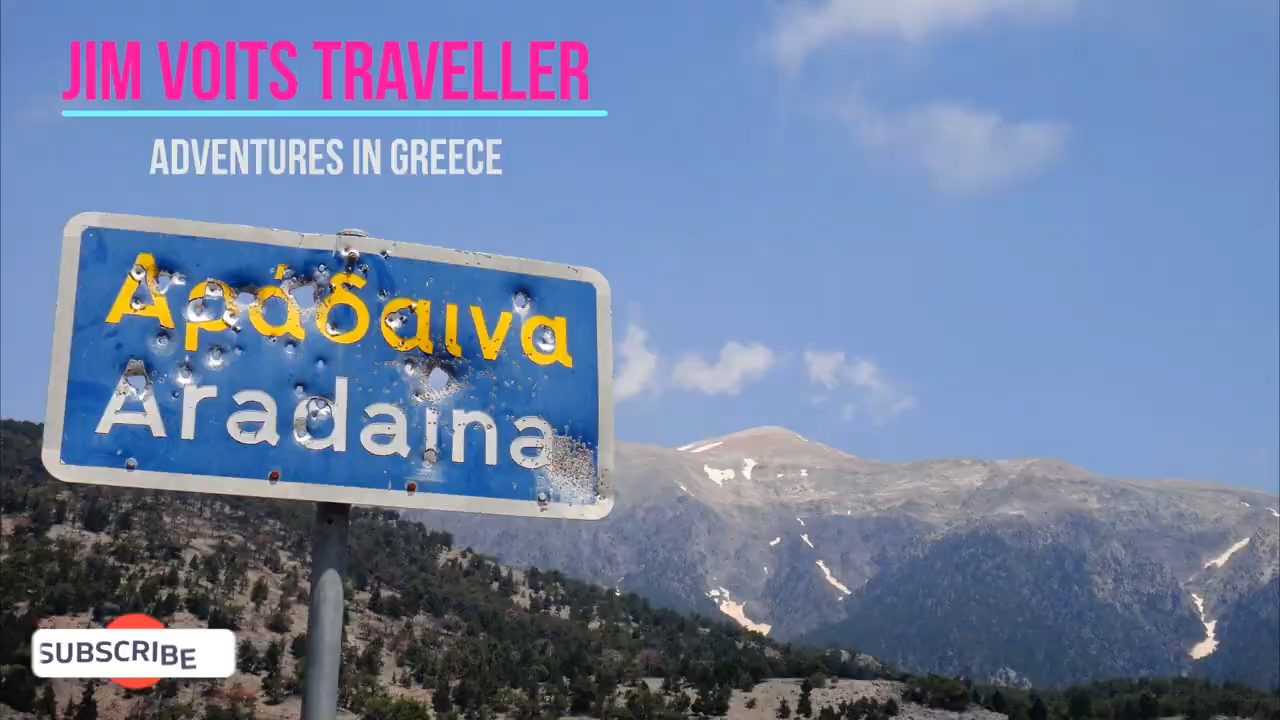 JIM VOITS TRAVELLER
ADVENTURES IN GREECE
Αράδαινα
Aradaina
SUBSCRIBE